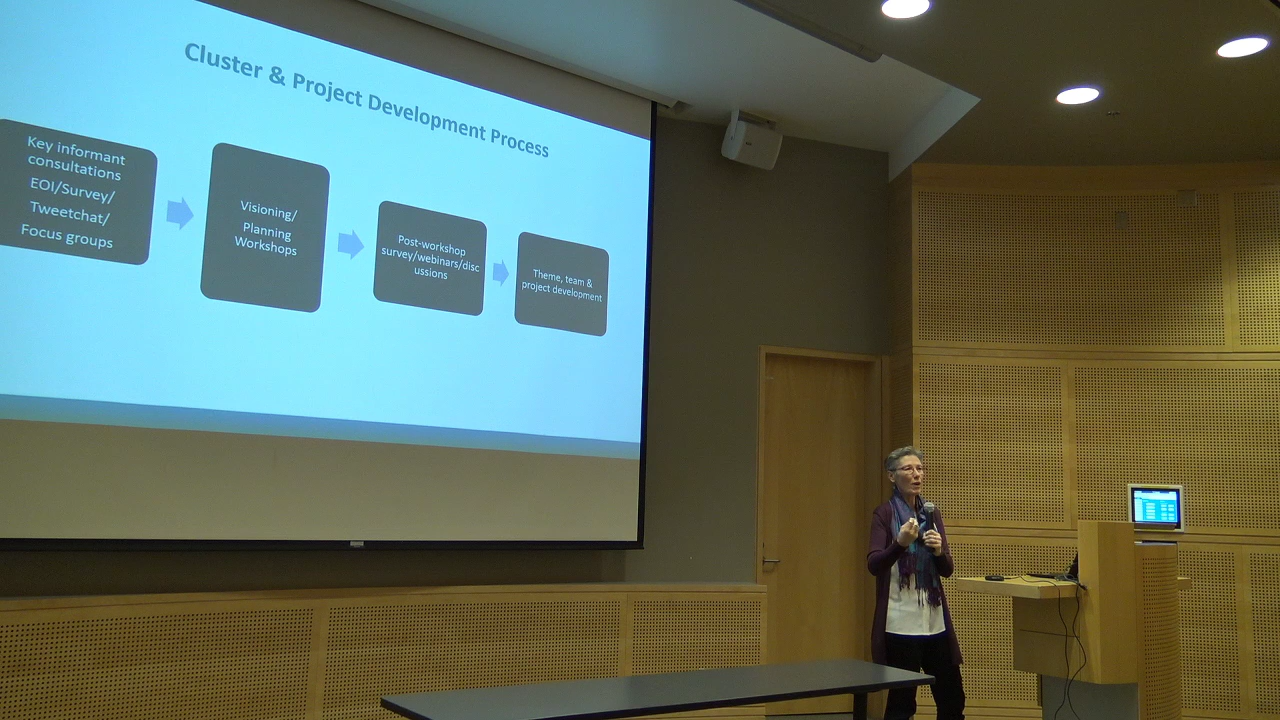 Cluster & Project Development Process
Key informant
consultations
EOI/Survey/
Tweetchat/
Focus groups
Visioning/
Planning
Workshops
Post-workshop
survey/webinars/disc
ussions
Theme, team &
project development